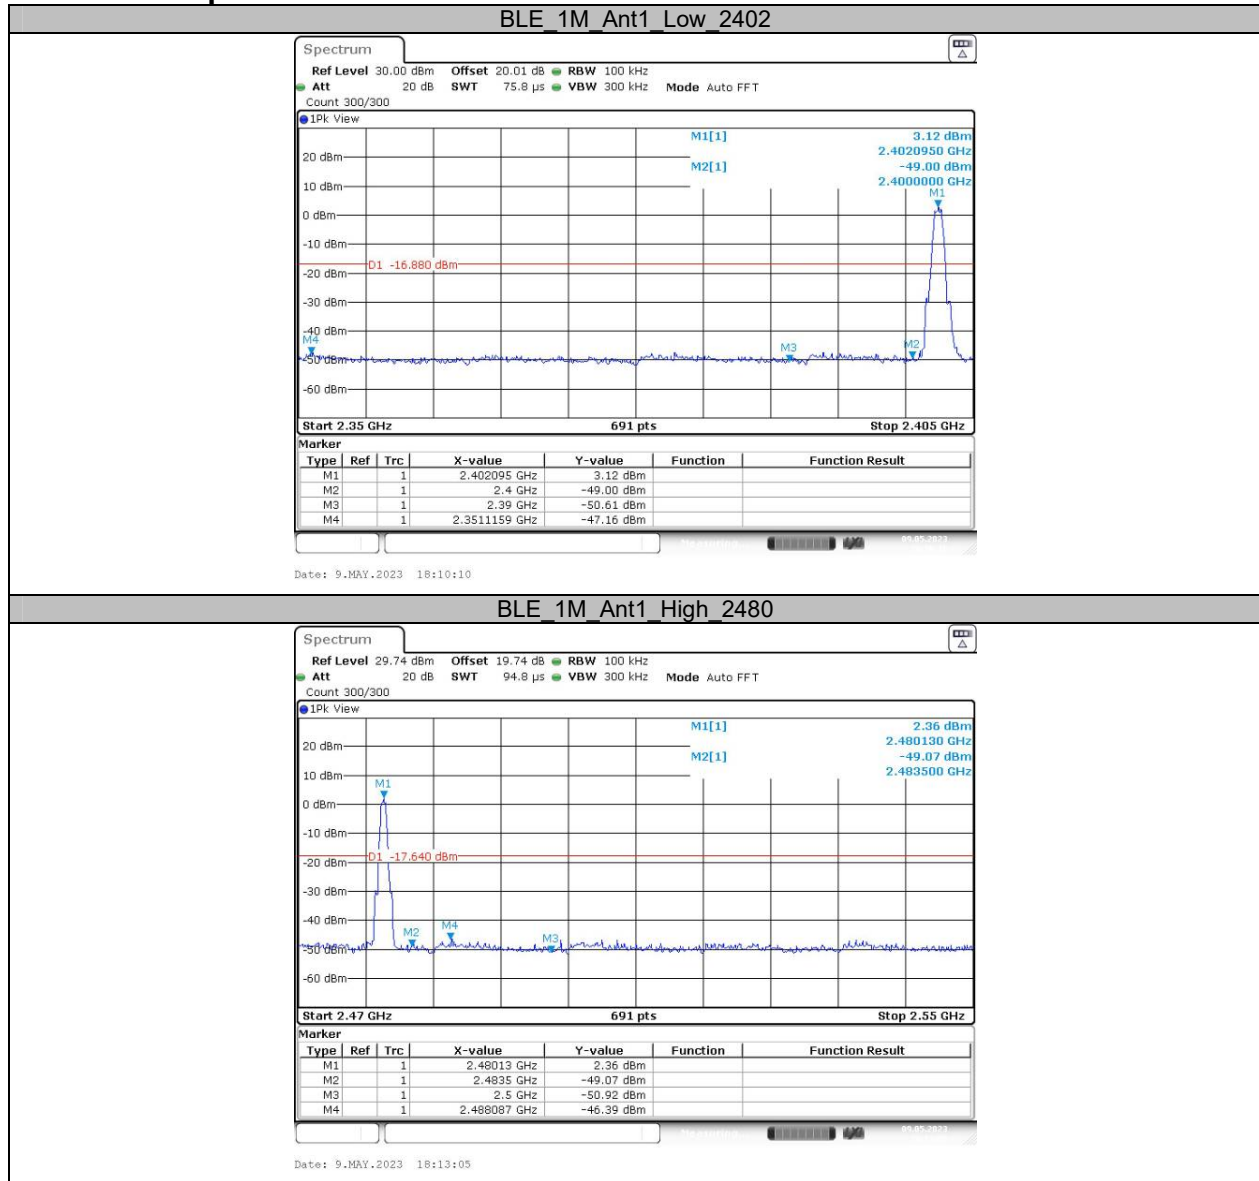 BLE_1M_Ant1_Low_2402
Spectrum
Ref Level 30.00 dBm Offset 20.01 dB RBW 100 kHz
Att 20 dB SWT 75.8 µs VBW 300 kHz Mode Auto FFT
Count 300/300
1Pk View
M1[1] 3.12 dBm
2.4020950 GHz
M2[1] -49.00 dBm
2.4000000 GHz
M1
20 dBm
10 dBm
0 dBm
-10 dBm
D1 -16.880 dBm
-20 dBm
-30 dBm
-40 dBm
M4 M3 M2
-50 dBm
-60 dBm
Start 2.35 GHz 691 pts Stop 2.405 GHz
Marker
Type Ref Trc X-value Y-value Function Function Result
M1 1 2.402095 GHz 3.12 dBm
M2 1 2.4 GHz -49.00 dBm
M3 1 2.39 GHz -50.61 dBm
M4 1 2.3511159 GHz -47.16 dBm
09.05.2023
Date: 9.MAY.2023 18:10:10
BLE_1M_Ant1_High_2480
Spectrum
Ref Level 29.74 dBm Offset 19.74 dB RBW 100 kHz
Att 20 dB SWT 94.8 µs VBW 300 kHz Mode Auto FFT
Count 300/300
1Pk View
M1[1] 2.36 dBm
2.480130 GHz
M2[1] -49.07 dBm
2.483500 GHz
20 dBm
10 dBm
M1
0 dBm
-10 dBm
D1 -17.640 dBm
-20 dBm
-30 dBm
-40 dBm
M2 M4 M3
-50 dBm
-60 dBm
Start 2.47 GHz 691 pts Stop 2.55 GHz
Marker
Type Ref Trc X-value Y-value Function Function Result
M1 1 2.48013 GHz 2.36 dBm
M2 1 2.4835 GHz -49.07 dBm
M3 1 2.5 GHz -50.92 dBm
M4 1 2.488087 GHz -46.39 dBm
09.05.2023
Date: 9.MAY.2023 18:13:05